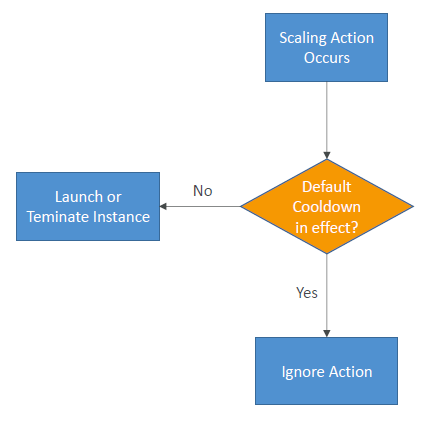 Scaling Action
Occurs
Default
Cooldown
in effect?
No
Launch or
Teminate Instance
Yes
Ignore Action